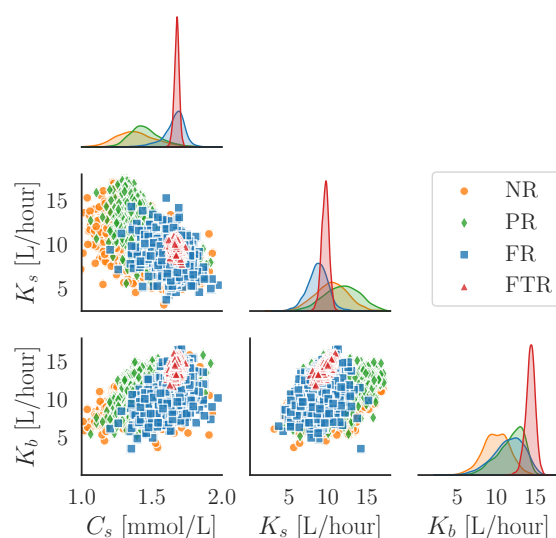 15
10
5
K_s [L/hour]
NR
PR
FR
FTR
15
10
5
K_b [L/hour]
1.0 1.5 2.0
5 10 15
5 10 15
C_s [mmol/L]
K_s [L/hour]
K_b [L/hour]